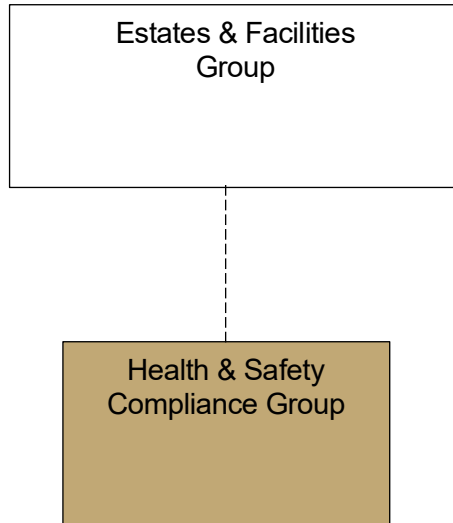 Estates & Facilities
Group
Health & Safety
Compliance Group